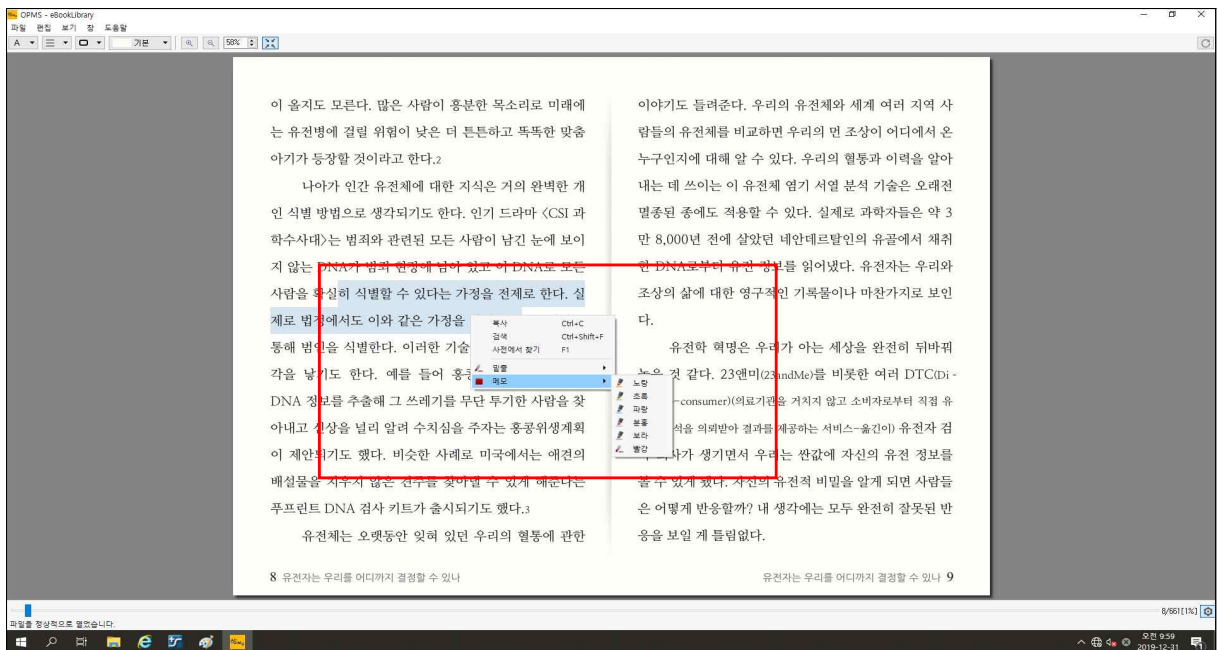 OPMS - eBookLibrary
파일 편집 보기 창 도움말
A 기본 58%
이 올지도 모른다. 많은 사람이 흥분한 목소리로 미래에
는 유전병에 걸릴 위험이 낮은 더 튼튼하고 똑똑한 맞춤
아기가 등장할 것이라고 한다.2
나아가 인간 유전체에 대한 지식은 거의 완벽한 개
인 식별 방법으로 생각되기도 한다. 인기 드라마 〈CSI 과
학수사대〉는 범죄와 관련된 모든 사람이 남긴 눈에 보이
지 않는 DNA가 범죄 현장에 남아 있고 이 DNA로 모든
사람을 확실히 식별할 수 있다는 가정을 전제로 한다. 실
제로 법정에서도 이와 같은 가정을
통해 범인을 식별한다. 이러한 기술
각을 낳기도 한다. 예를 들어 홍콩
DNA 정보를 추출해 그 쓰레기를 무단 투기한 사람을 찾
아내고 신상을 널리 알려 수치심을 주자는 홍콩위생계획
이 제안되기도 했다. 비슷한 사례로 미국에서는 애견의
배설물을 치우지 않은 견주를 찾아낼 수 있게 해준다는
푸프린트 DNA 검사 키트가 출시되기도 했다.3
유전체는 오랫동안 잊혀 있던 우리의 혈통에 관한
8 유전자는 우리를 어디까지 결정할 수 있나
복사 Ctrl+C
검색 Ctrl+Shift+F
사전에서 찾기 F1
밑줄
메모
노랑
초록
파랑
분홍
보라
빨강
이야기도 들려준다. 우리의 유전체와 세계 여러 지역 사
람들의 유전체를 비교하면 우리의 먼 조상이 어디에서 온
누구인지에 대해 알 수 있다. 우리의 혈통과 이력을 알아
내는 데 쓰이는 이 유전체 염기 서열 분석 기술은 오래전
멸종된 종에도 적용할 수 있다. 실제로 과학자들은 약 3
만 8,000년 전에 살았던 네안데르탈인의 유골에서 채취
한 DNA로부터 유전 정보를 읽어냈다. 유전자는 우리와
조상의 삶에 대한 영구적인 기록물이나 마찬가지로 보인
다.
유전학 혁명은 우리가 아는 세상을 완전히 뒤바꿔
놓은 것 같다. 23앤미(23andMe)를 비롯한 여러 DTC(Di-
-consumer)(의료기관을 거치지 않고 소비자로부터 직접 유
석을 의뢰받아 결과를 제공하는 서비스-옮긴이) 유전자 검
사가 생기면서 우리는 싼값에 자신의 유전 정보를
볼 수 있게 됐다. 자신의 유전적 비밀을 알게 되면 사람들
은 어떻게 반응할까? 내 생각에는 모두 완전히 잘못된 반
응을 보일 게 틀림없다.
유전자는 우리를 어디까지 결정할 수 있나 9
8/661[1%]
파일을 정상적으로 열었습니다.
오전 9:59
2019-12-31